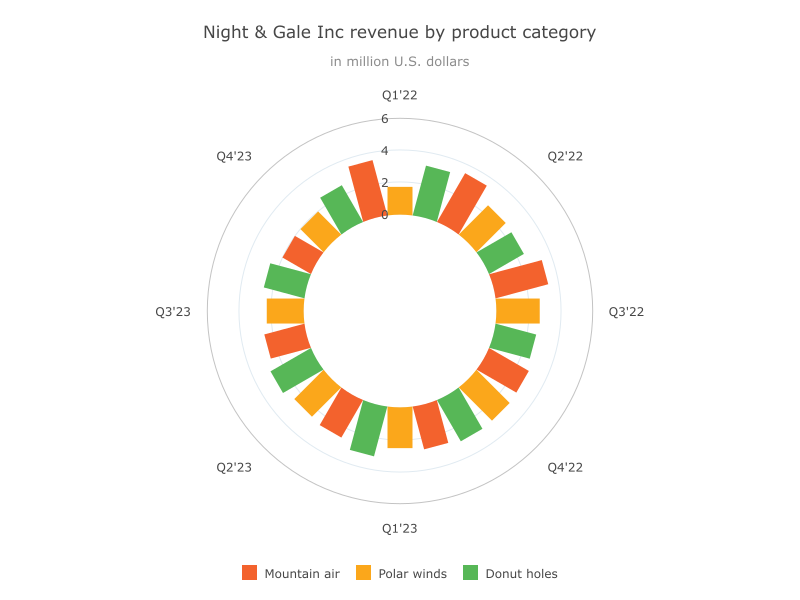 Night & Gale Inc revenue by product category
in million U.S. dollars
Q1'22
6
4
2
0
Q4'23
Q2'22
Q3'23
Q3'22
Q2'23
Q4'22
Q1'23
Mountain air
Polar winds
Donut holes